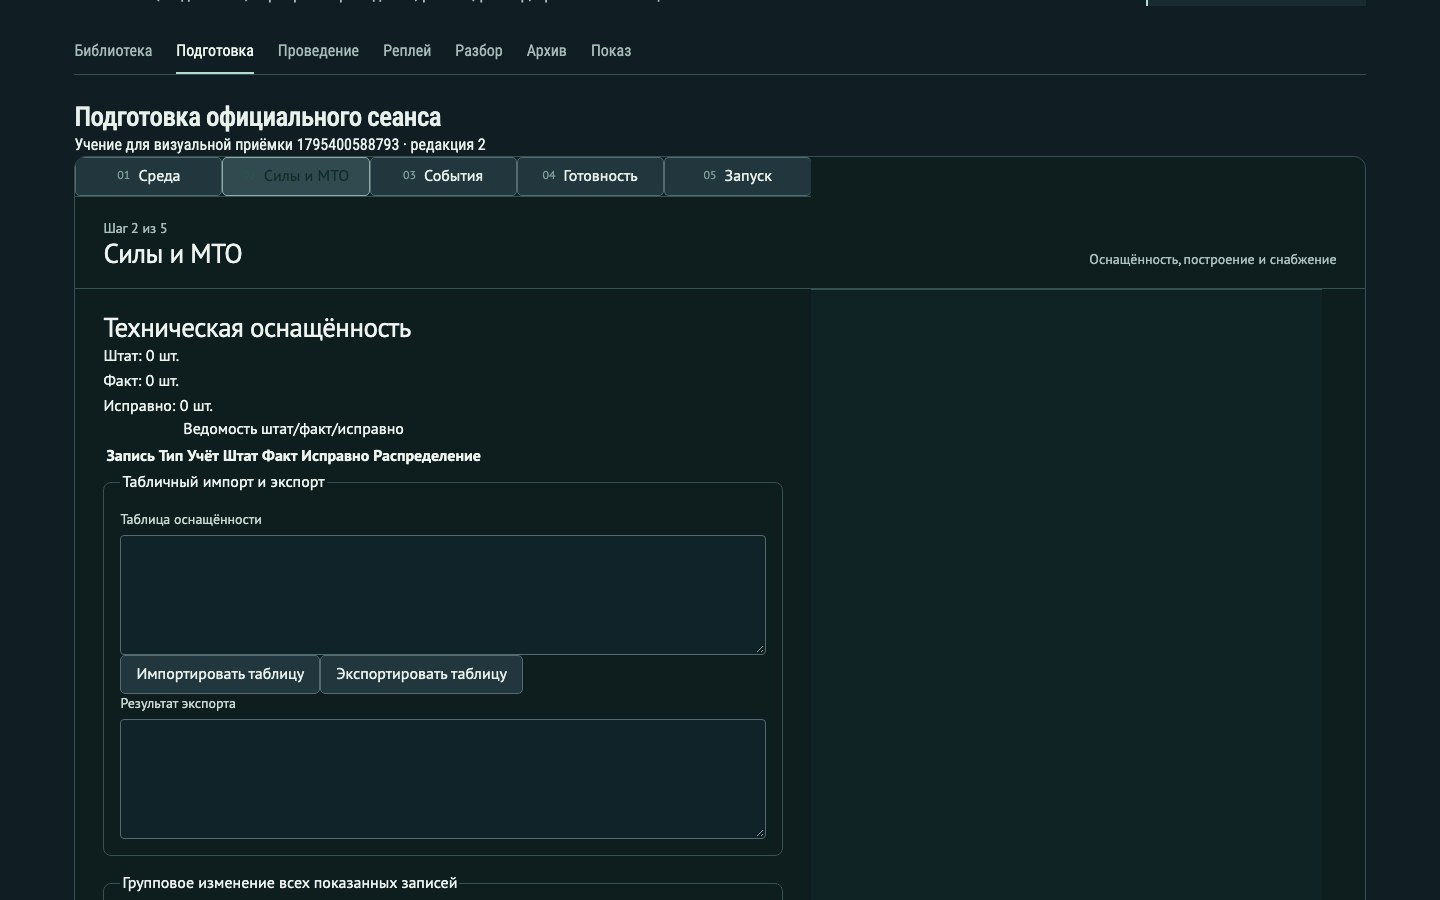 Библиотека Подготовка Проведение Реплей Разбор Архив Показ
Подготовка официального сеанса
Учение для визуальной приёмки 1795400588793 · редакция 2
01 Среда Силы и МТО 03 События 04 Готовность 05 Запуск
Шаг 2 из 5
Силы и МТО
Оснащённость, построение и снабжение
Техническая оснащённость
Штат: 0 шт.
Факт: 0 шт.
Исправно: 0 шт.
Ведомость штат/факт/исправно
Запись Тип Учёт Штат Факт Исправно Распределение
Табличный импорт и экспорт
Таблица оснащённости
Импортировать таблицу Экспортировать таблицу
Результат экспорта
Групповое изменение всех показанных записей